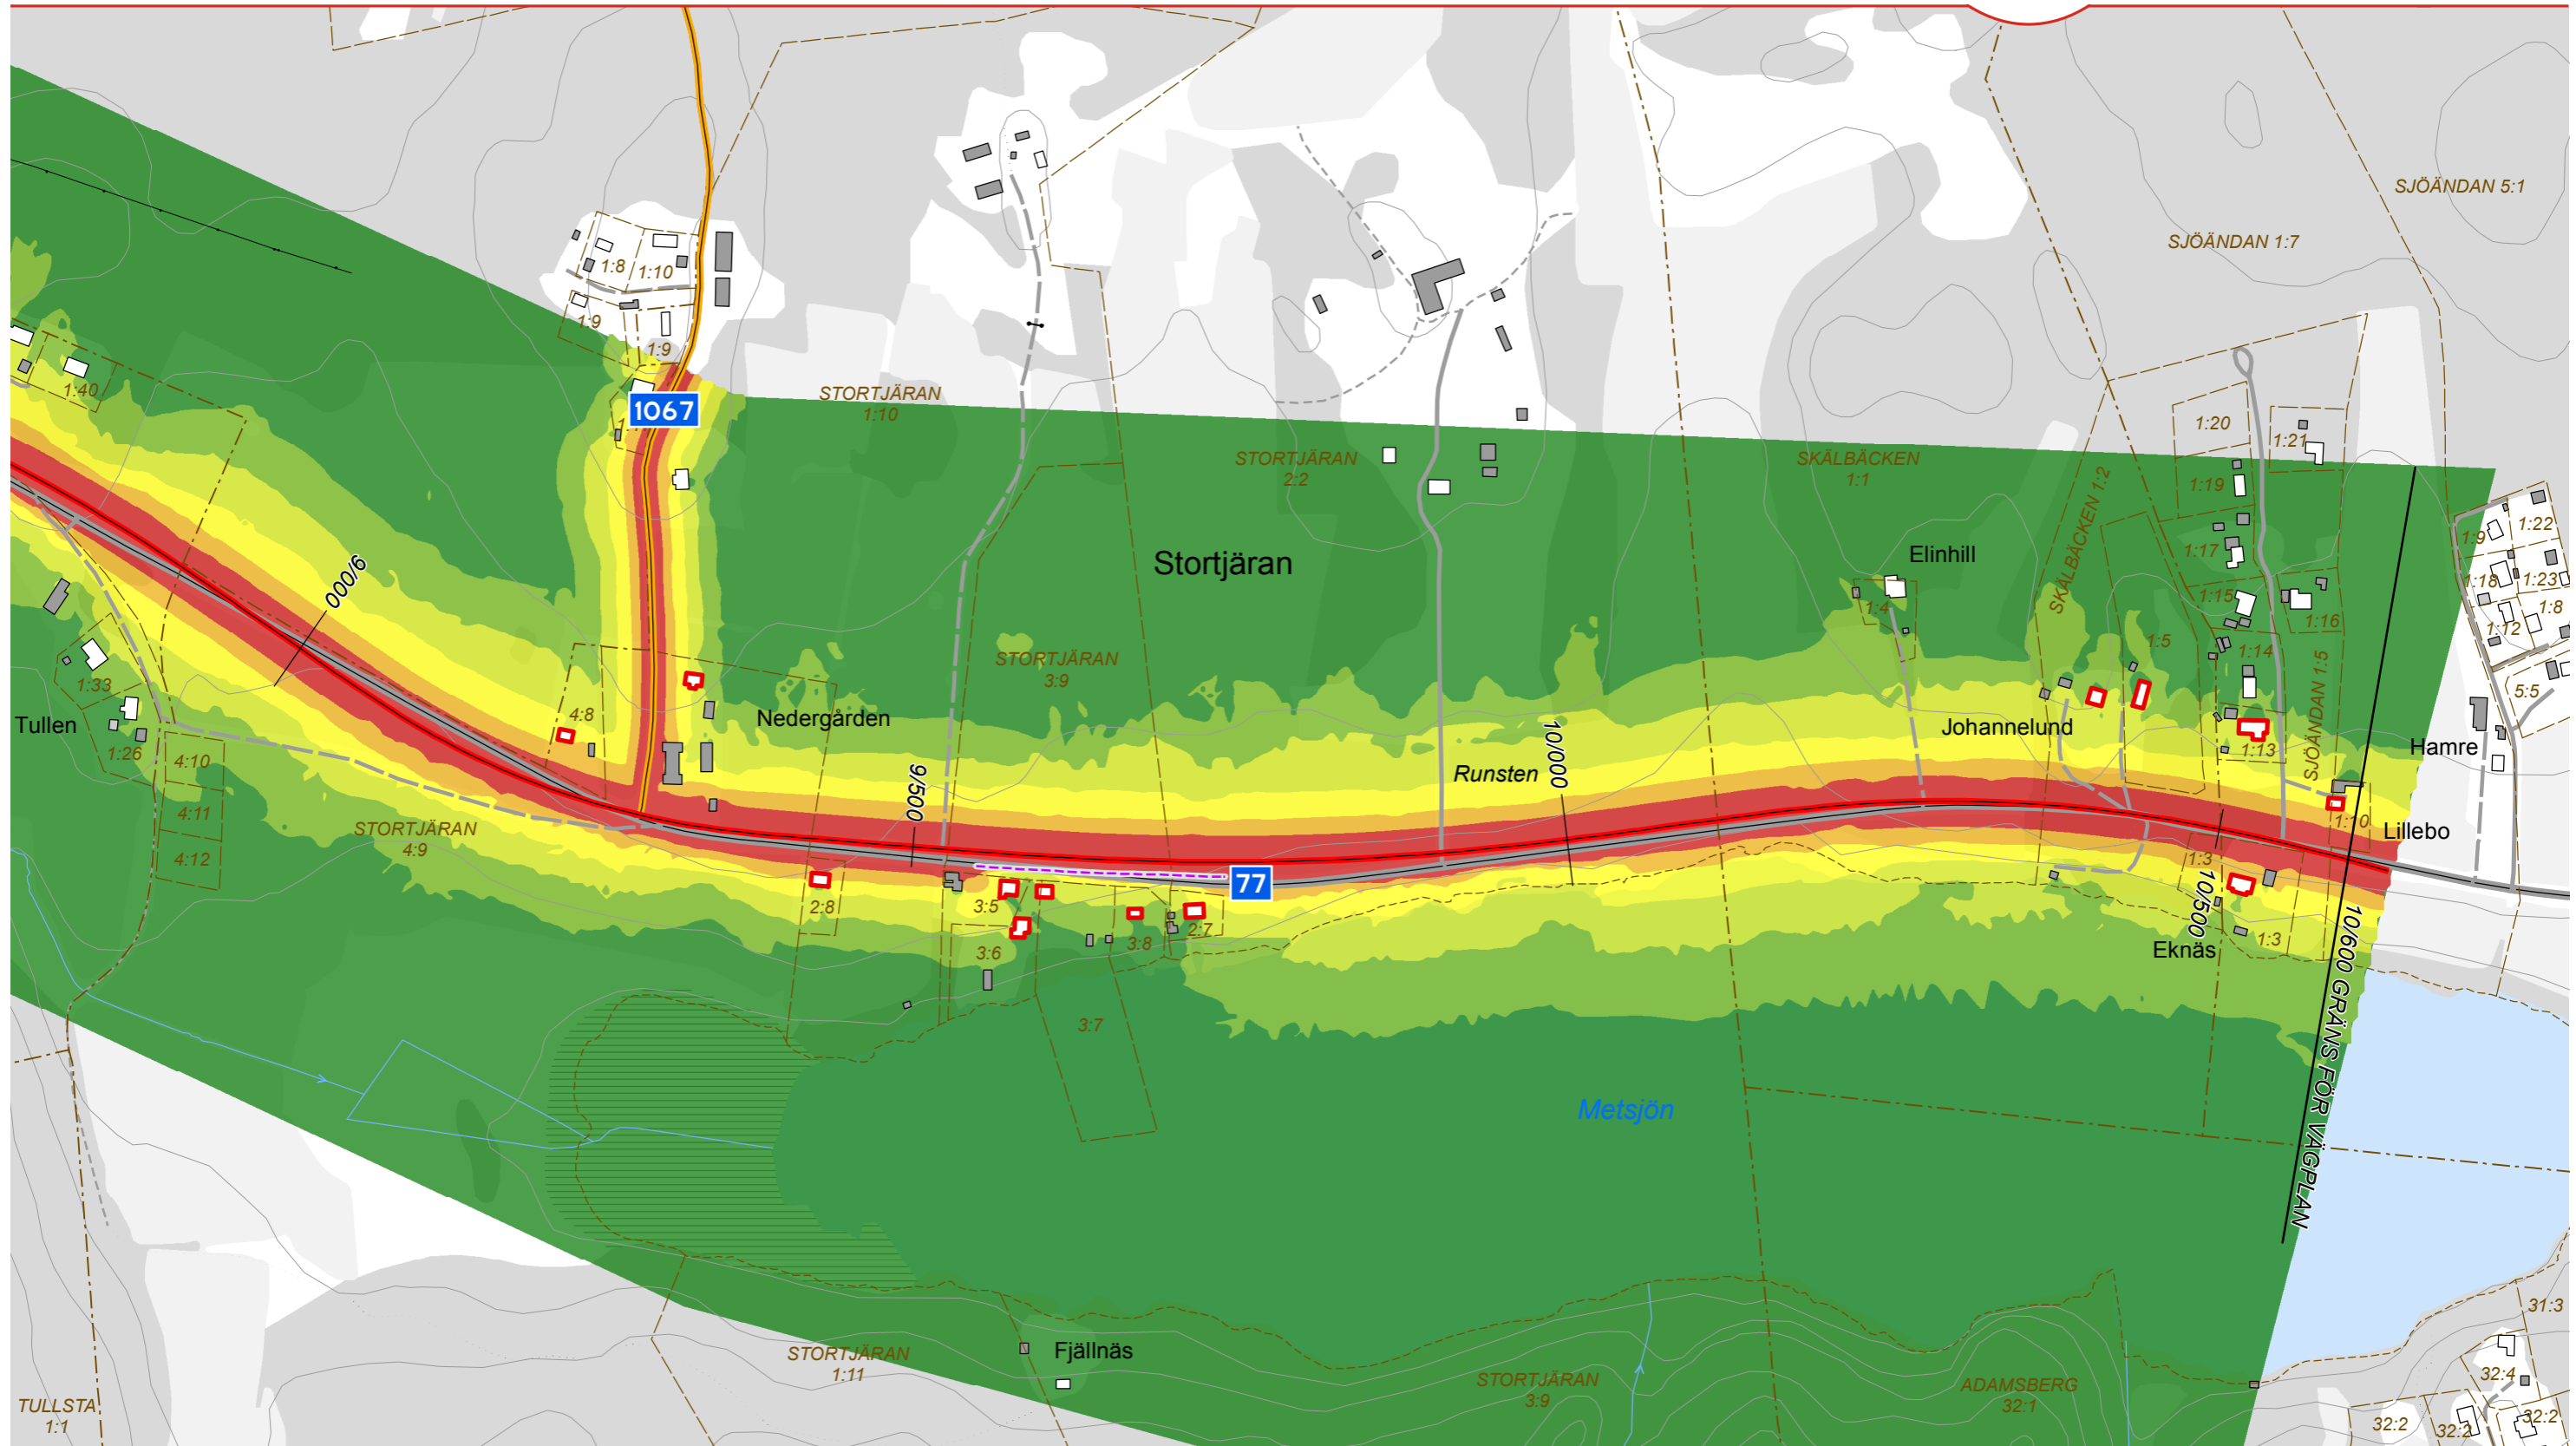 SJÖÄNDAN 5:1
SJÖÄNDAN 1:7
1:8
1:10
1:9
1:9
1:40
1067
STORTJÄRAN
1:10
STORTJÄRAN
2:2
SKÄLBÄCKEN
1:1
SKÄLBÄCKEN 1:2
1:20
1:21
1:19
1:17
1:15
1:16
1:14
1:5
SJÖÄNDAN 1:5
1:13
1:9
1:22
1:18
1:23
1:8
1:12
5:5
Stortjäran
Elinhill
1:4
9/000
STORTJÄRAN
3:9
1:33
Tullen
1:26
4:8
Nedergården
4:10
4:11
4:12
STORTJÄRAN
4:9
9/500
Runsten
10/000
Johannelund
Hamre
1:10
Lillebo
77
2:8
3:5
3:6
3:8
2:7
3:7
1:3
10/500
Eknäs
1:3
10/600 GRÄNS FÖR VÄGPLAN
Metsjön
Fjällnäs
STORTJÄRAN
1:11
STORTJÄRAN
3:9
ADAMSBERG
32:1
TULLSTA
1:1
31:3
32:4
32:2
32:2
32:2